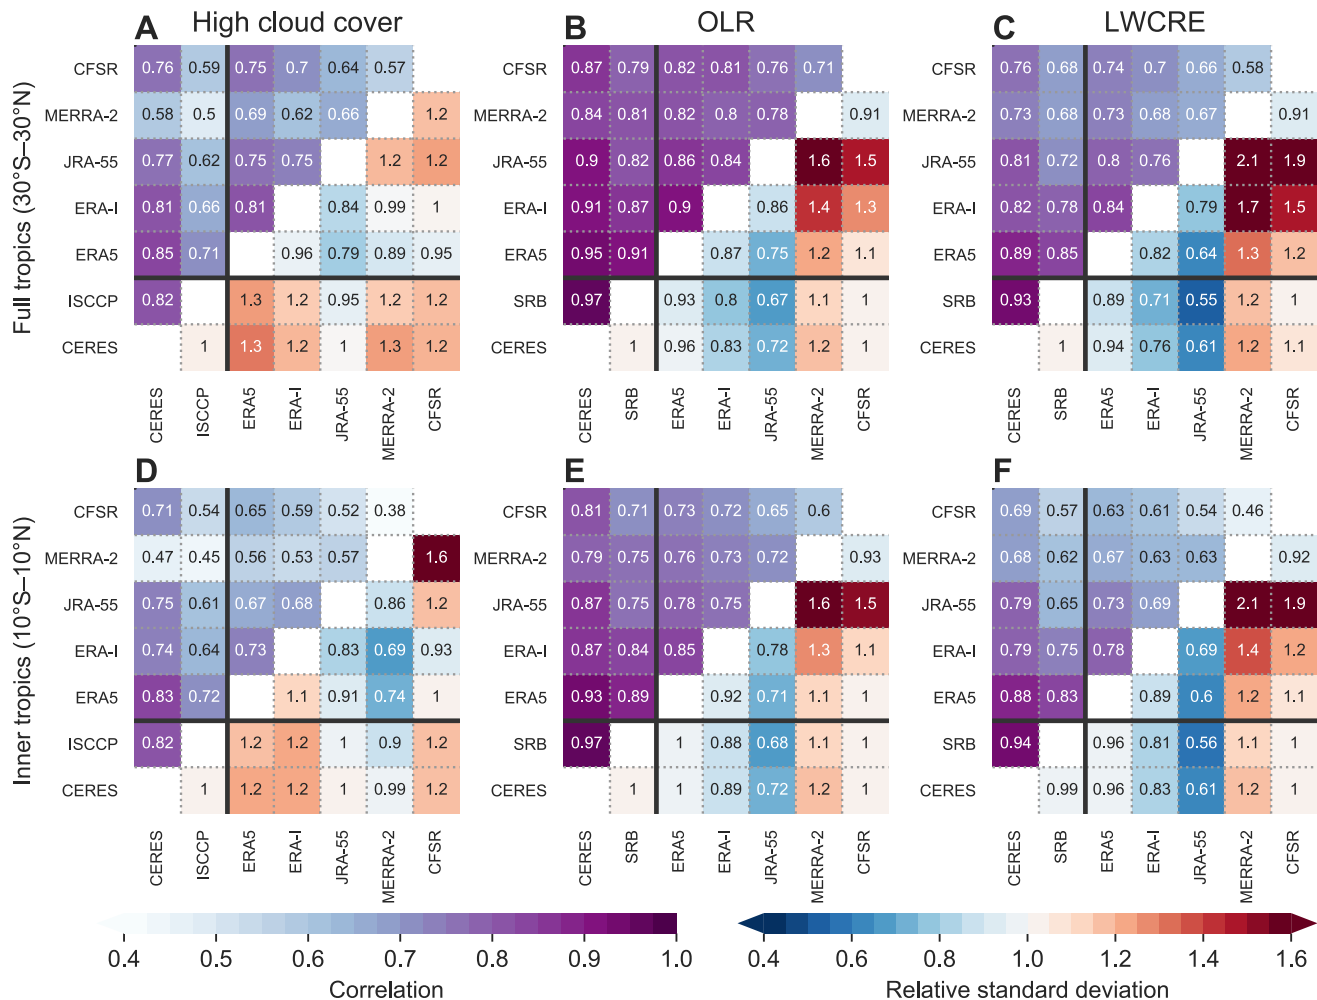 A High cloud cover B OLR C LWCRE
Full tropics (30°S–30°N)
CFSR 0.76 0.59 0.75 0.7 0.64 0.57 CFSR 0.87 0.79 0.82 0.81 0.76 0.71 CFSR 0.76 0.68 0.74 0.7 0.66 0.58
MERRA-2 0.58 0.5 0.69 0.62 0.66 1.2 MERRA-2 0.84 0.81 0.82 0.8 0.78 0.91 MERRA-2 0.73 0.68 0.73 0.68 0.67 0.91
JRA-55 0.77 0.62 0.75 0.75 1.2 1.2 JRA-55 0.9 0.82 0.86 0.84 1.6 1.5 JRA-55 0.81 0.72 0.8 0.76 2.1 1.9
ERA-I 0.81 0.66 0.81 0.84 0.99 1 ERA-I 0.91 0.87 0.9 0.86 1.4 1.3 ERA-I 0.82 0.78 0.84 0.79 1.7 1.5
ERA5 0.85 0.71 0.96 0.79 0.89 0.95 ERA5 0.95 0.91 0.87 0.75 1.2 1.1 ERA5 0.89 0.85 0.82 0.64 1.3 1.2
ISCCP 0.82 1.3 1.2 0.95 1.2 1.2 SRB 0.97 0.93 0.8 0.67 1.1 1 SRB 0.93 0.89 0.71 0.55 1.2 1
CERES 1 1.3 1.2 1 1.3 1.2 CERES 1 0.96 0.83 0.72 1.2 1 CERES 1 0.94 0.76 0.61 1.2 1.1
CERES ISCCP ERA5 ERA-I JRA-55 MERRA-2 CFSR CERES SRB ERA5 ERA-I JRA-55 MERRA-2 CFSR CERES SRB ERA5 ERA-I JRA-55 MERRA-2 CFSR
D E F
Inner tropics (10°S–10°N)
CFSR 0.71 0.54 0.65 0.59 0.52 0.38 CFSR 0.81 0.71 0.73 0.72 0.65 0.6 CFSR 0.69 0.57 0.63 0.61 0.54 0.46
MERRA-2 0.47 0.45 0.56 0.53 0.57 1.6 MERRA-2 0.79 0.75 0.76 0.73 0.72 0.93 MERRA-2 0.68 0.62 0.67 0.63 0.63 0.92
JRA-55 0.75 0.61 0.67 0.68 0.86 1.2 JRA-55 0.87 0.75 0.78 0.75 1.6 1.5 JRA-55 0.79 0.65 0.73 0.69 2.1 1.9
ERA-I 0.74 0.64 0.73 0.83 0.69 0.93 ERA-I 0.87 0.84 0.85 0.78 1.3 1.1 ERA-I 0.79 0.75 0.78 0.69 1.4 1.2
ERA5 0.83 0.72 1.1 0.91 0.74 1 ERA5 0.93 0.89 0.92 0.71 1.1 1 ERA5 0.88 0.83 0.89 0.6 1.2 1.1
ISCCP 0.82 1.2 1.2 1 0.9 1.2 SRB 0.97 1 0.88 0.68 1.1 1 SRB 0.94 0.96 0.81 0.56 1.1 1
CERES 1 1.2 1.2 1 0.99 1.2 CERES 1 1 0.89 0.72 1.2 1 CERES 0.99 0.96 0.83 0.61 1.2 1
CERES ISCCP ERA5 ERA-I JRA-55 MERRA-2 CFSR CERES SRB ERA5 ERA-I JRA-55 MERRA-2 CFSR CERES SRB ERA5 ERA-I JRA-55 MERRA-2 CFSR
0.4 0.5 0.6 0.7 0.8 0.9 1.0 0.4 0.6 0.8 1.0 1.2 1.4 1.6
Correlation Relative standard deviation